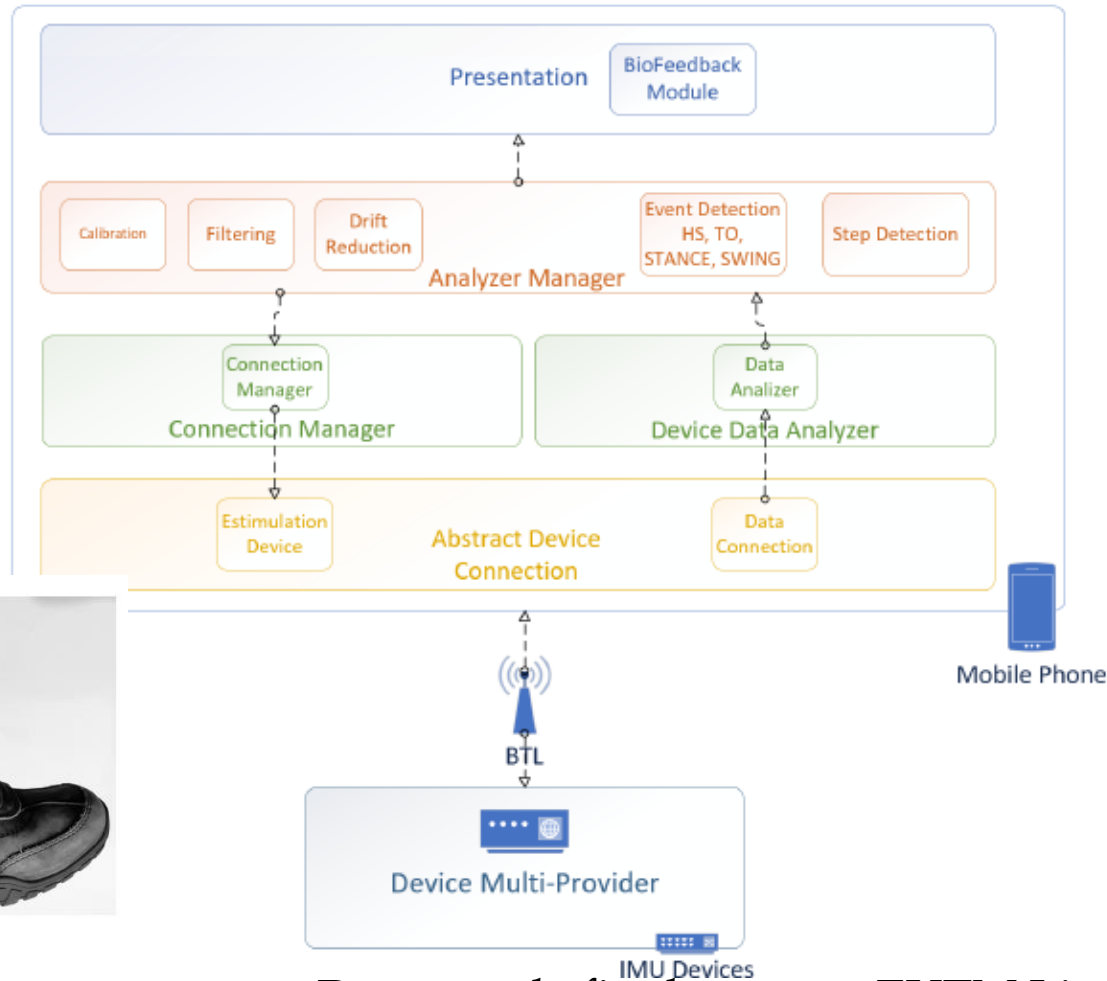 Presentation
BioFeedback
Module
Calibration
Filtering
Drift
Reduction
Event Detection
HS, TO,
STANCE, SWING
Step Detection
Analyzer Manager
Connection
Manager
Connection Manager
Data
Analizer
Device Data Analyzer
Estimulation
Device
Abstract Device
Connection
Data
Connection
Mobile Phone
BTL
Device Multi-Provider
IMU Devices